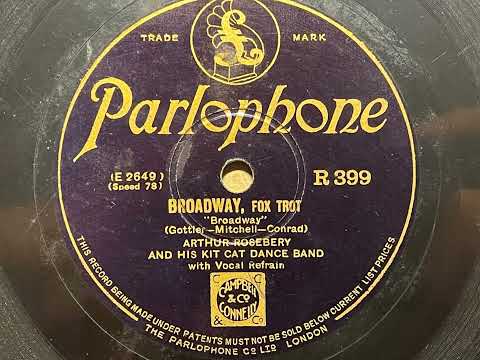 TRADE MARK
£
Parlophone
(E 2649)
(Speed 78)
R 399
BROADWAY, FOX TROT
"Broadway"
(Gottler—Mitchell—Conrad)
ARTHUR ROSEBERY
AND HIS KIT CAT DANCE BAND
with Vocal Refrain
C C
CAMPBELL
& CO
CONNELLY
C C
THIS RECORD BEING MADE UNDER PATENTS MUST NOT BE SOLD BELOW CURRENT LIST PRICES
THE PARLOPHONE CO LTD LONDON